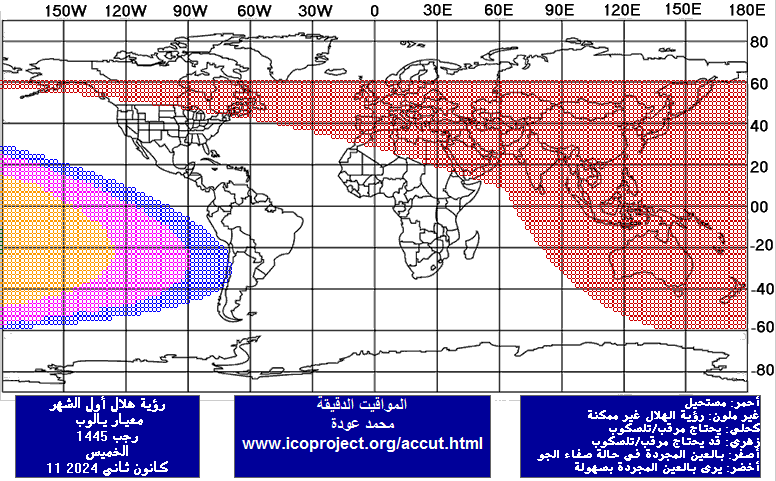 150W 120W 90W 60W 30W 0 30E 60E 90E 120E 150E 180E
80
60
40
20
00
-20
-40
-60
-80
رؤية هلال أول الشهر
معيار يالوب
رجب 1445
الخميس
11 كانون ثاني 2024
المواقيت الدقيقة
محمد عودة
www.icoproject.org/accut.html
أحمر: مستحيل
غير ملون: رؤية الهلال غير ممكنة
كحلي: يحتاج مرقب/تلسكوب
زهري: قد يحتاج مرقب/تلسكوب
أصفر: بالعين المجردة في حالة صفاء الجو
أخضر: يرى بالعين المجردة بسهولة